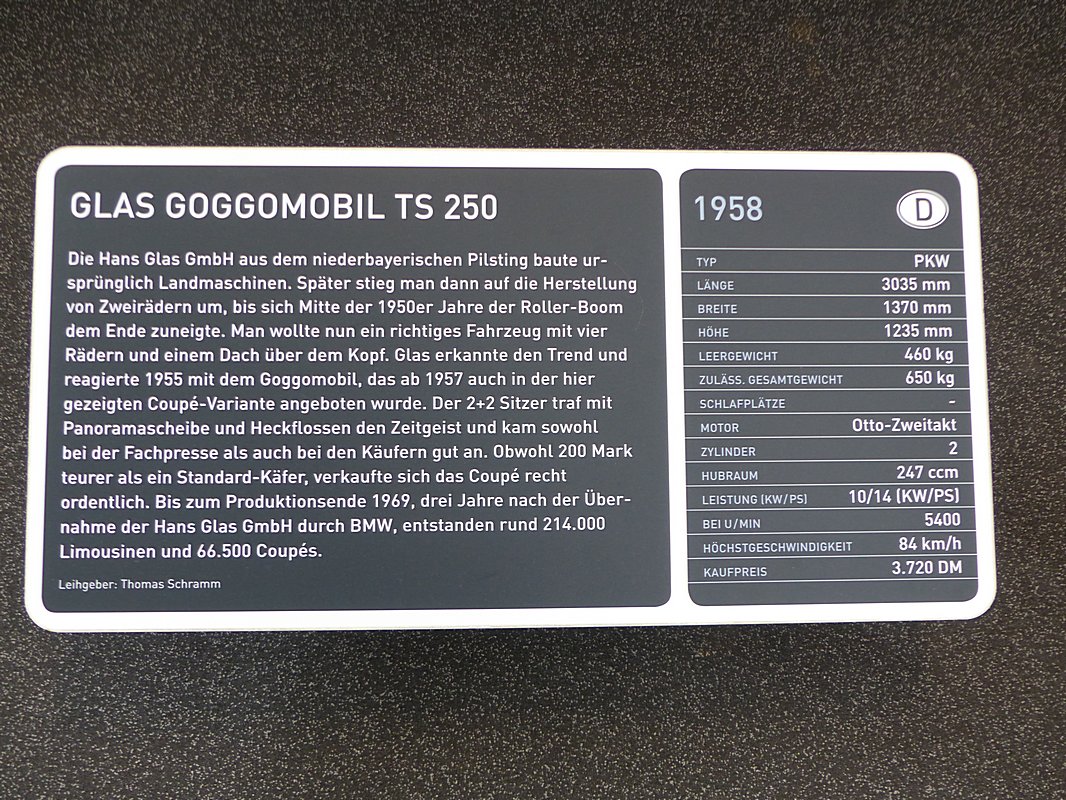 GLAS GOGGOMOBIL TS 250
Die Hans Glas GmbH aus dem niederbayerischen Pilsting baute ur-
sprünglich Landmaschinen. Später stieg man dann auf die Herstellung
von Zweirädern um, bis sich Mitte der 1950er Jahre der Roller-Boom
dem Ende zuneigte. Man wollte nun ein richtiges Fahrzeug mit vier
Rädern und einem Dach über dem Kopf. Glas erkannte den Trend und
reagierte 1955 mit dem Goggomobil, das ab 1957 auch in der hier
gezeigten Coupé-Variante angeboten wurde. Der 2+2 Sitzer traf mit
Panoramascheibe und Heckflossen den Zeitgeist und kam sowohl
bei der Fachpresse als auch bei den Käufern gut an. Obwohl 200 Mark
teurer als ein Standard-Käfer, verkaufte sich das Coupé recht
ordentlich. Bis zum Produktionsende 1969, drei Jahre nach der Über-
nahme der Hans Glas GmbH durch BMW, entstanden rund 214.000
Limousinen und 66.500 Coupés.
Leihgeber: Thomas Schramm
1958 D
TYP PKW
LÄNGE 3035 mm
BREITE 1370 mm
HÖHE 1235 mm
LEERGEWICHT 460 kg
ZULÄSS. GESAMTGEWICHT 650 kg
SCHLAFPLÄTZE -
MOTOR Otto-Zweitakt
ZYLINDER 2
HUBRAUM 247 ccm
LEISTUNG (KW/PS) 10/14 (KW/PS)
BEI U/MIN 5400
HÖCHSTGESCHWINDIGKEIT 84 km/h
KAUFPREIS 3.720 DM